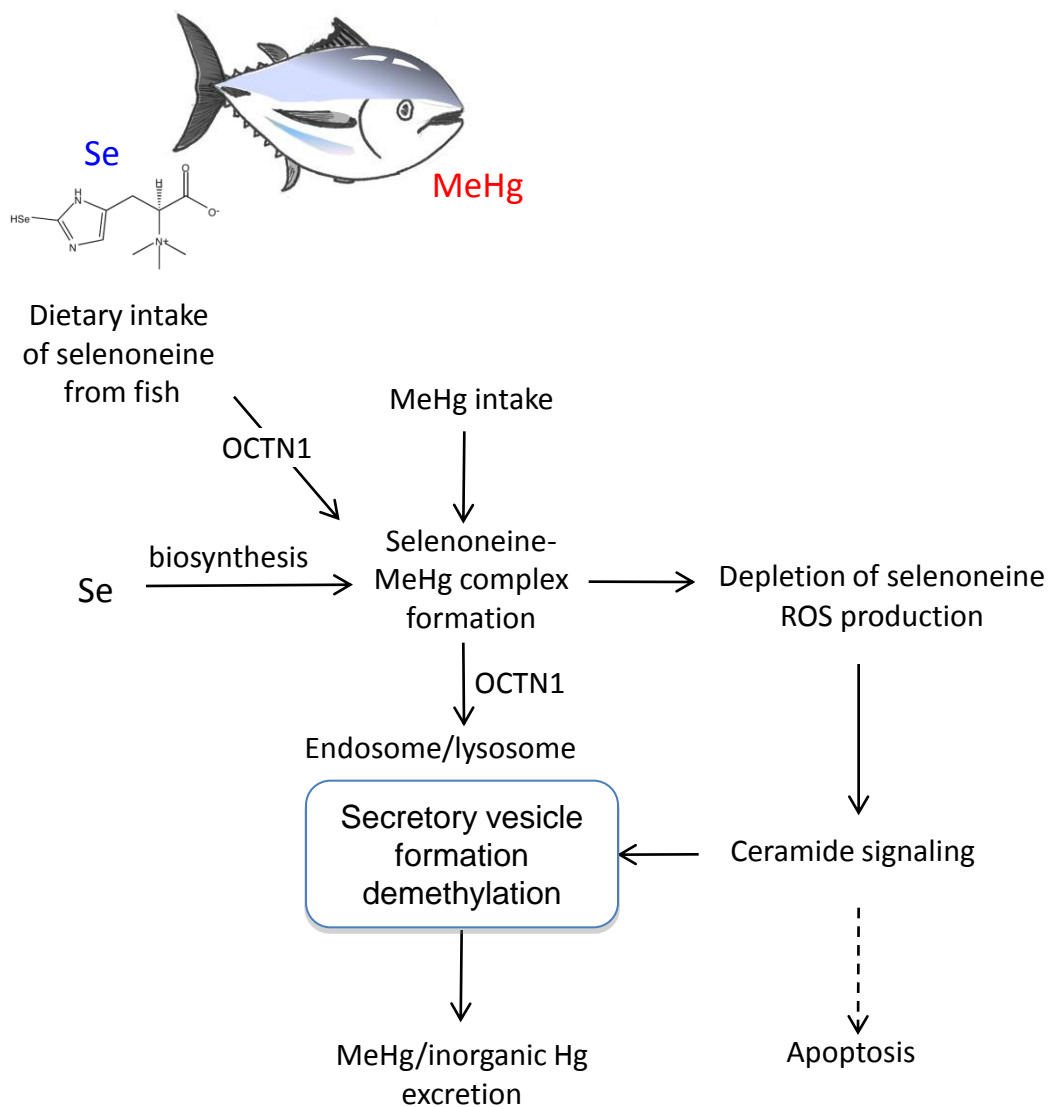 Se
MeHg
H
N
H
O
HSe
O-
N
N+
Dietary intake
of selenoneine
from fish
MeHg intake
OCTN1
biosynthesis
Se
Selenoneine-
MeHg complex
formation
Depletion of selenoneine
ROS production
OCTN1
Endosome/lysosome
Secretory vesicle
formation
demethylation
Ceramide signaling
MeHg/inorganic Hg
excretion
Apoptosis